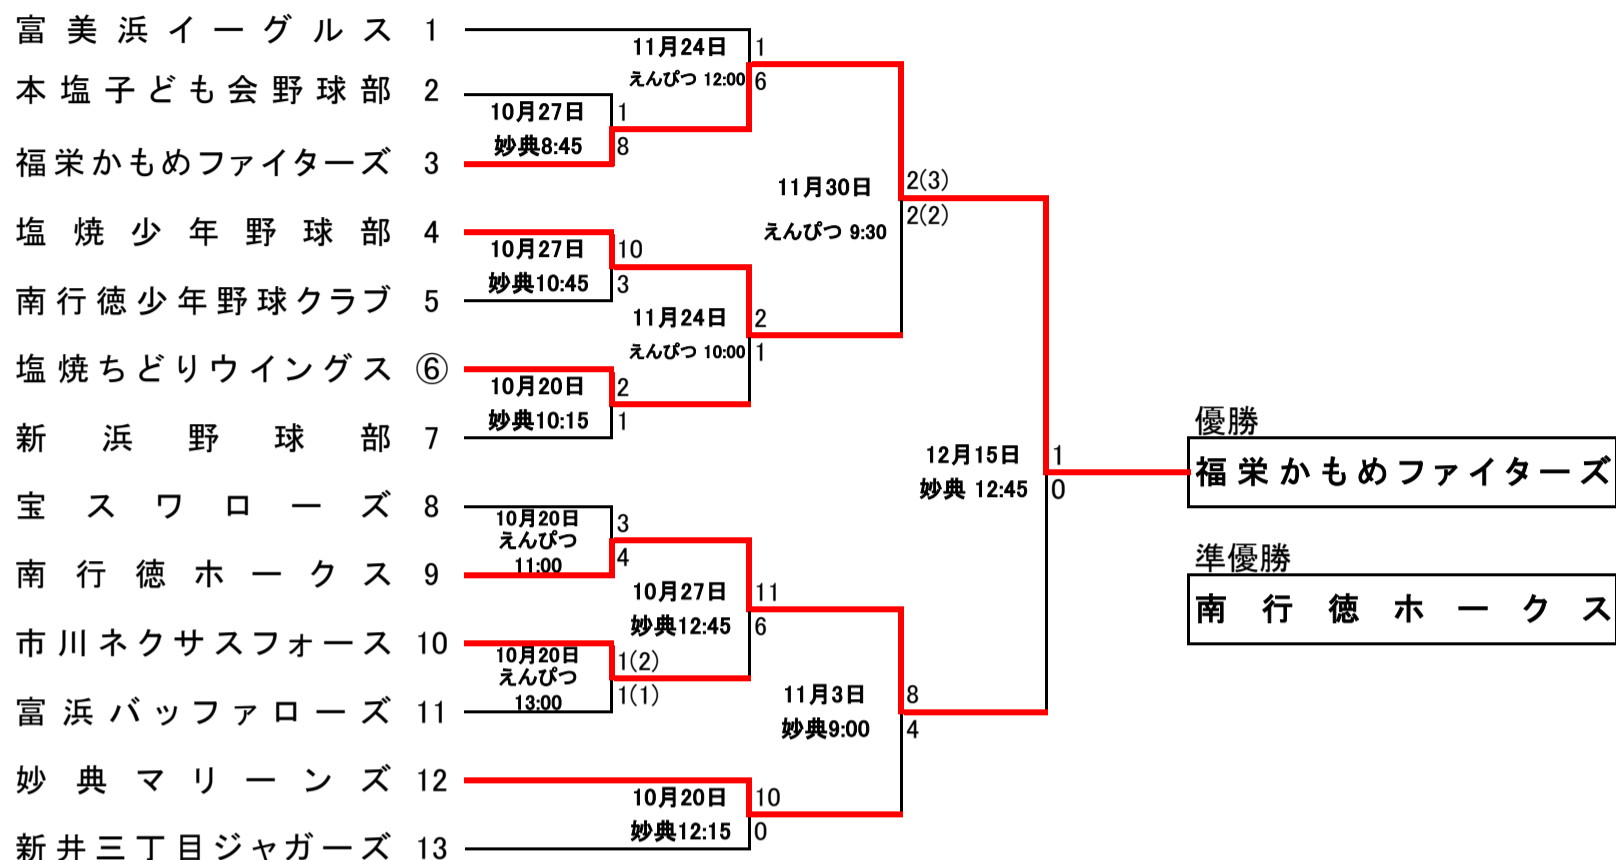 富美浜イーグルス 1
本塩子ども会野球部 2
福栄かもめファイターズ 3
塩焼少年野球部 4
南行徳少年野球クラブ 5
塩焼ちどりウイングス ⑥
新浜野球部 7
宝スワローズ 8
南行徳ホークス 9
市川ネクサスフォース 10
富浜バッファローズ 11
妙典マリーンズ 12
新井三丁目ジャガーズ 13
10月27日
妙典8:45
1
8
10月27日
妙典10:45
10
3
10月20日
妙典10:15
2
1
10月20日
えんぴつ
11:00
3
4
10月20日
えんぴつ
13:00
1(2)
1(1)
11月24日
えんぴつ 12:00
1
6
11月24日
えんぴつ 10:00
2
1
10月27日
妙典12:45
11
6
10月20日
妙典12:15
10
0
11月30日
えんぴつ 9:30
2(3)
2(2)
11月3日
妙典9:00
8
4
12月15日
妙典 12:45
1
0
優勝
福栄かもめファイターズ
準優勝
南行徳ホークス